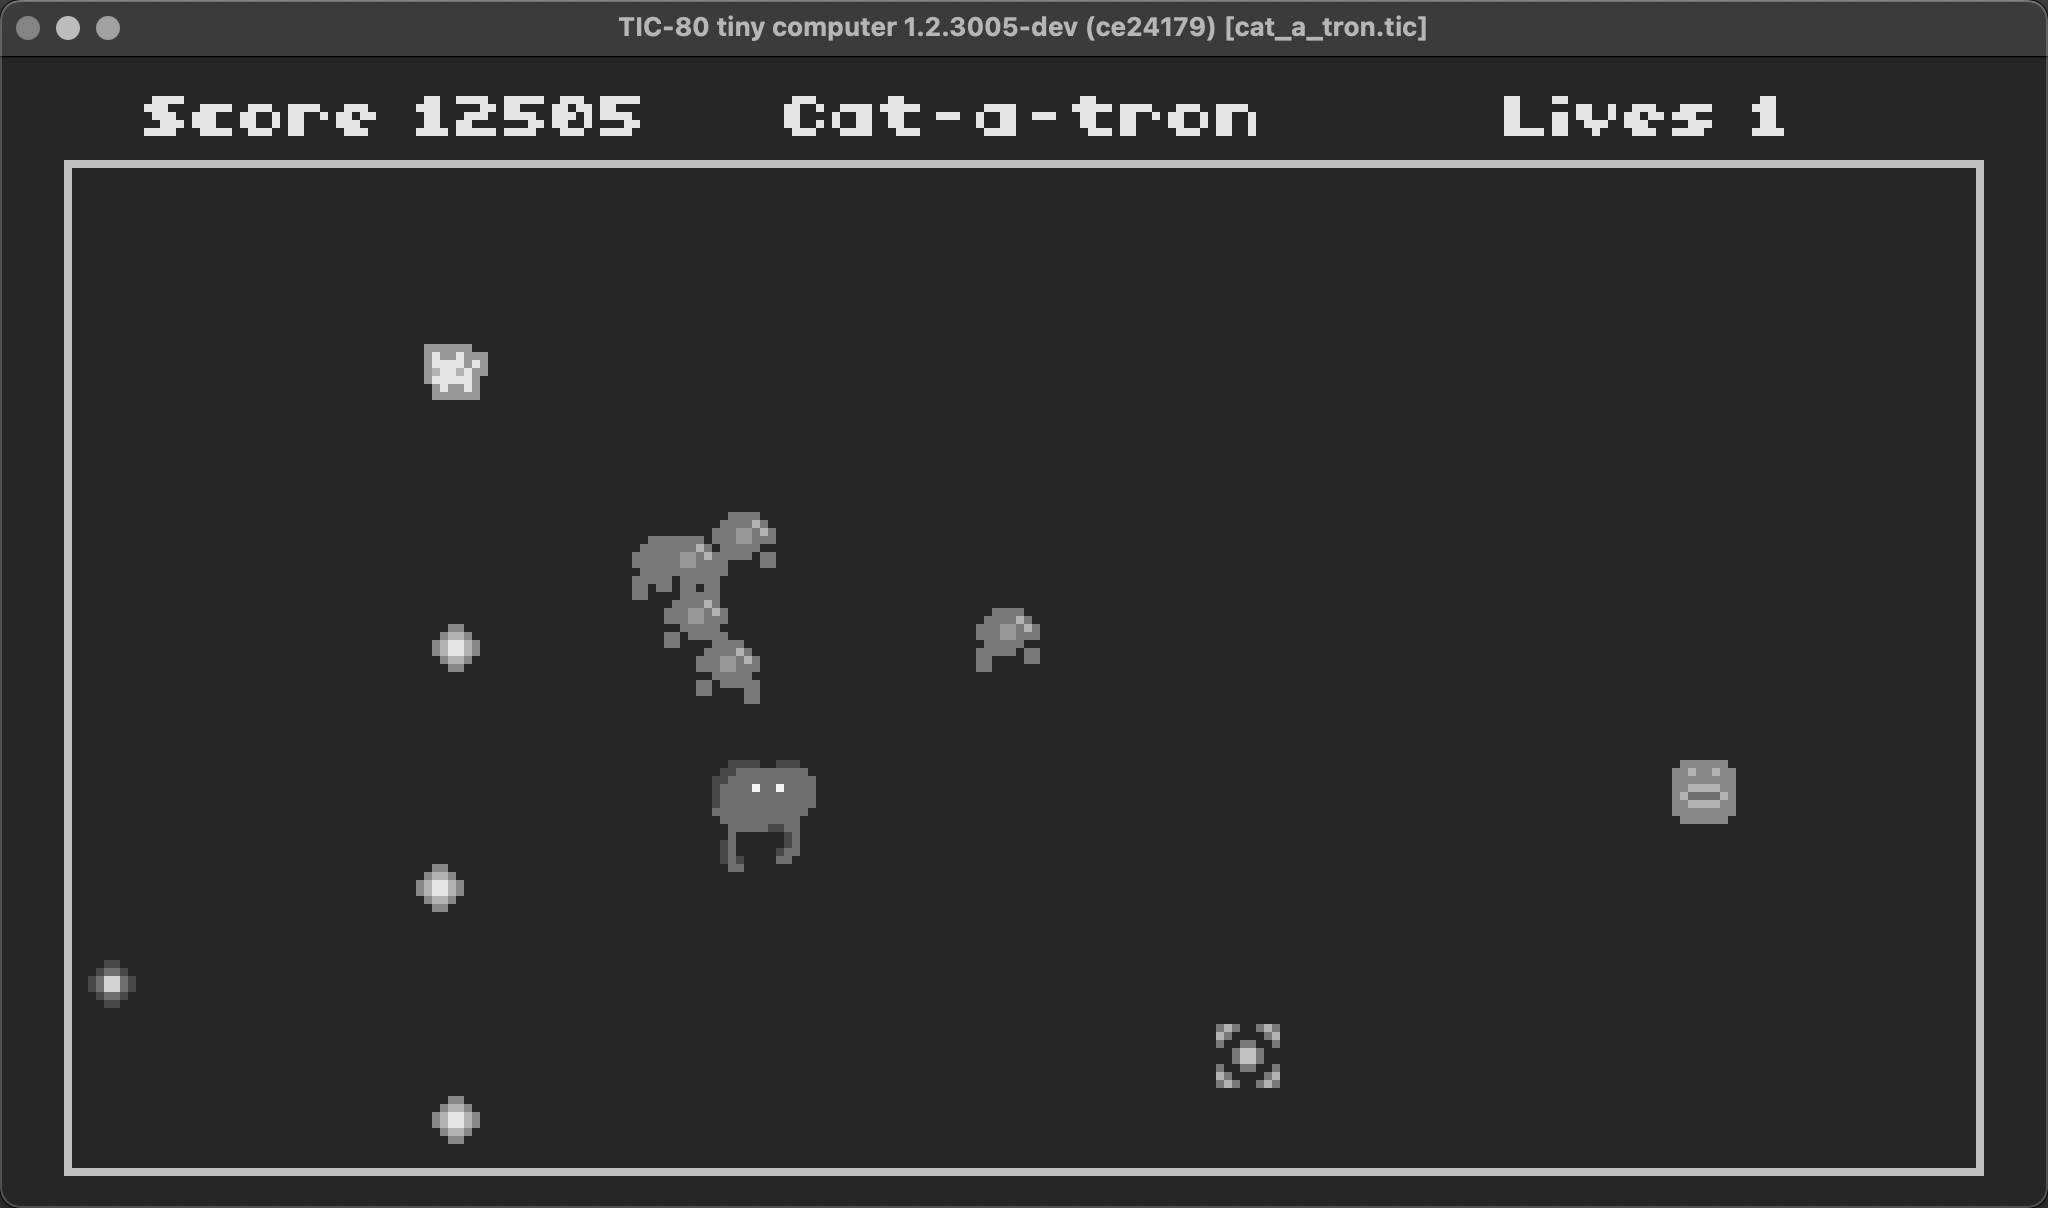 TIC-80 tiny computer 1.2.3005-dev (ce24179) [cat_a_tron.tic]
Score 12505 Cat-a-tron Lives 1